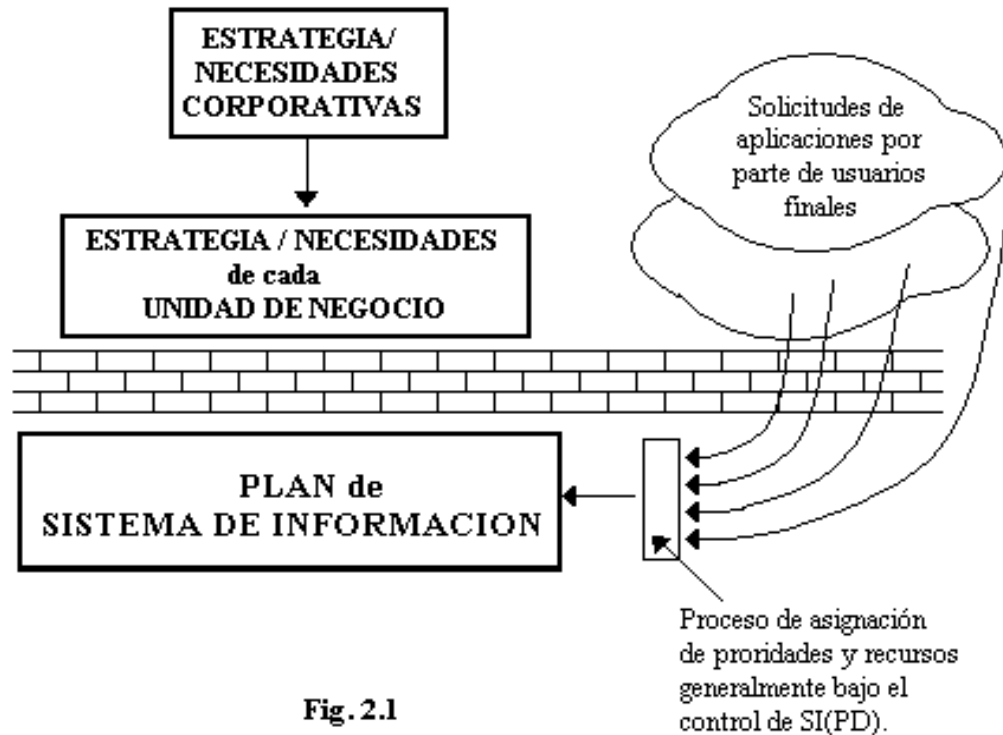 ESTRATEGIA/
NECESIDADES
CORPORATIVAS
ESTRATEGIA / NECESIDADES
de cada
UNIDAD DE NEGOCIO
Solicitudes de
aplicaciones por
parte de usuarios
finales
PLAN de
SISTEMA DE INFORMACION
Proceso de asignación
de proridades y recursos
generalmente bajo el
control de SI(PD).
Fig. 2.1